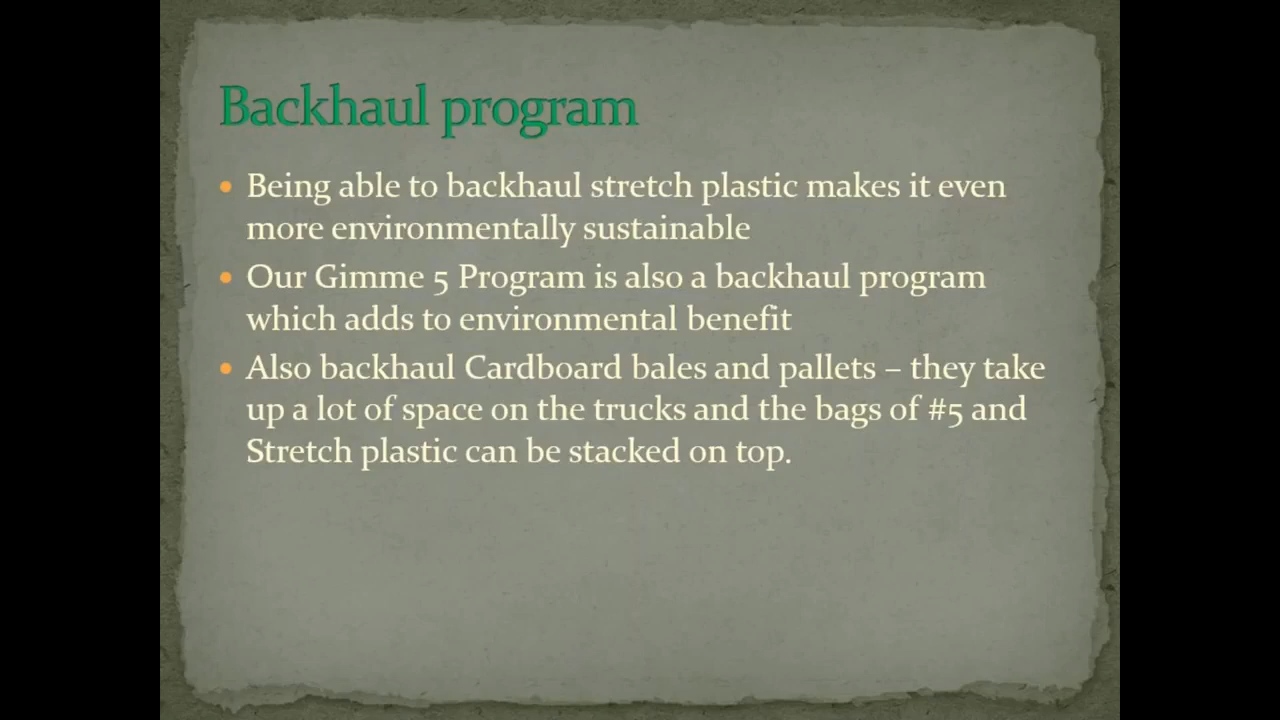 Backhaul program
• Being able to backhaul stretch plastic makes it even
more environmentally sustainable
• Our Gimme 5 Program is also a backhaul program
which adds to environmental benefit
• Also backhaul Cardboard bales and pallets – they take
up a lot of space on the trucks and the bags of #5 and
Stretch plastic can be stacked on top.